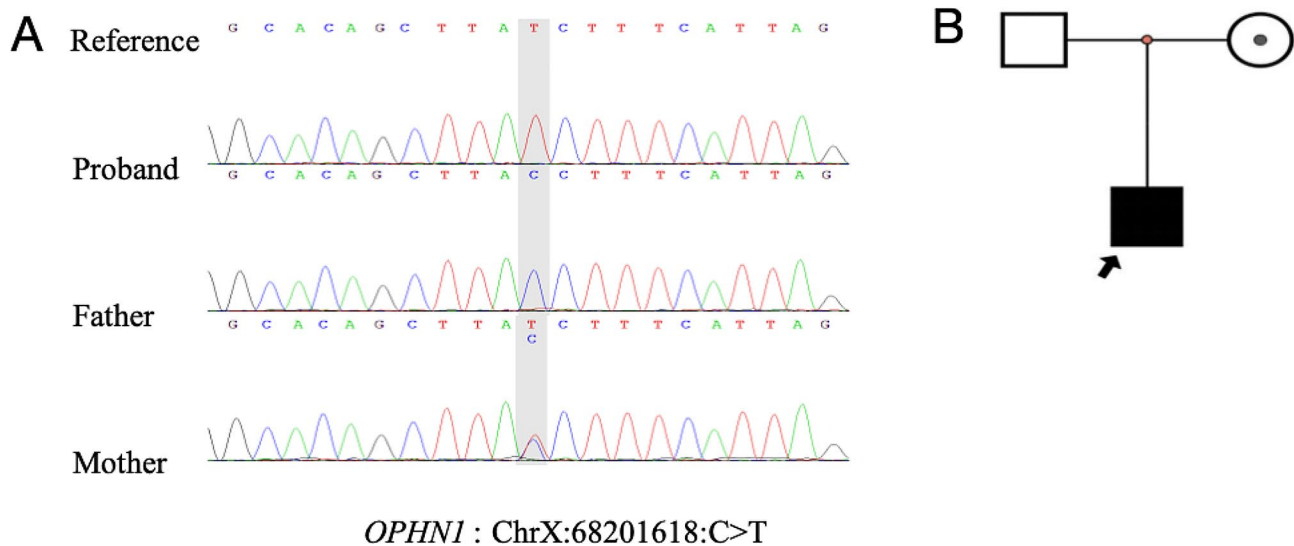 A
B
Reference
G C A C A G C T T A T C T T T C A T T A G
Proband
G C A C A G C T T A C C T T T C A T T A G
Father
G C A C A G C T T A T C T T T C A T T A G
C
Mother
OPHN1 : ChrX:68201618:C>T